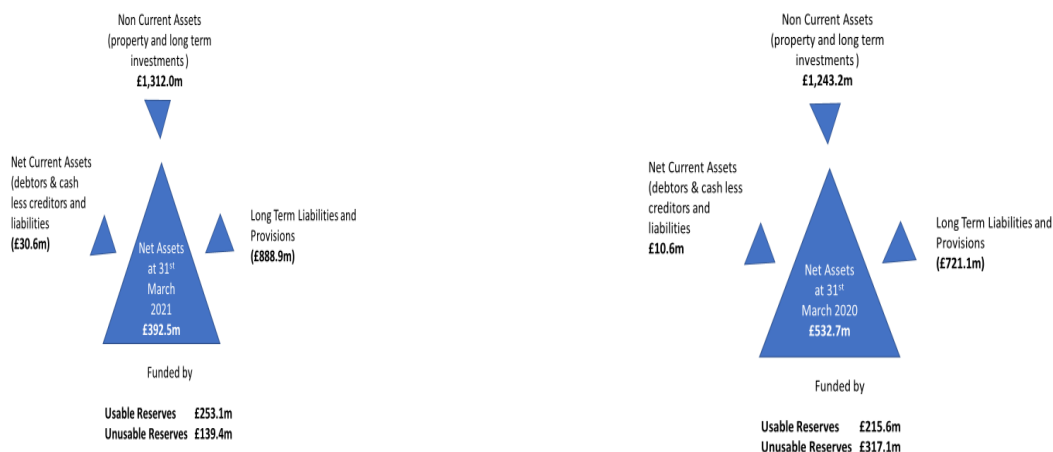 Non Current Assets
(property and long term
investments )
£1,312.0m
Net Current Assets
(debtors & cash
less creditors and
liabilities
(£30.6m)
Long Term Liabilities and
Provisions
(£888.9m)
Net Assets
at 31st
March
2021
£392.5m
Funded by
Usable Reserves £253.1m
Unusable Reserves £139.4m
Non Current Assets
(property and long term
investments )
£1,243.2m
Net Current Assets
(debtors & cash less
creditors and
liabilities
£10.6m
Long Term Liabilities and
Provisions
(£721.1m)
Net Assets
at 31st
March 2020
£532.7m
Funded by
Usable Reserves £215.6m
Unusable Reserves £317.1m